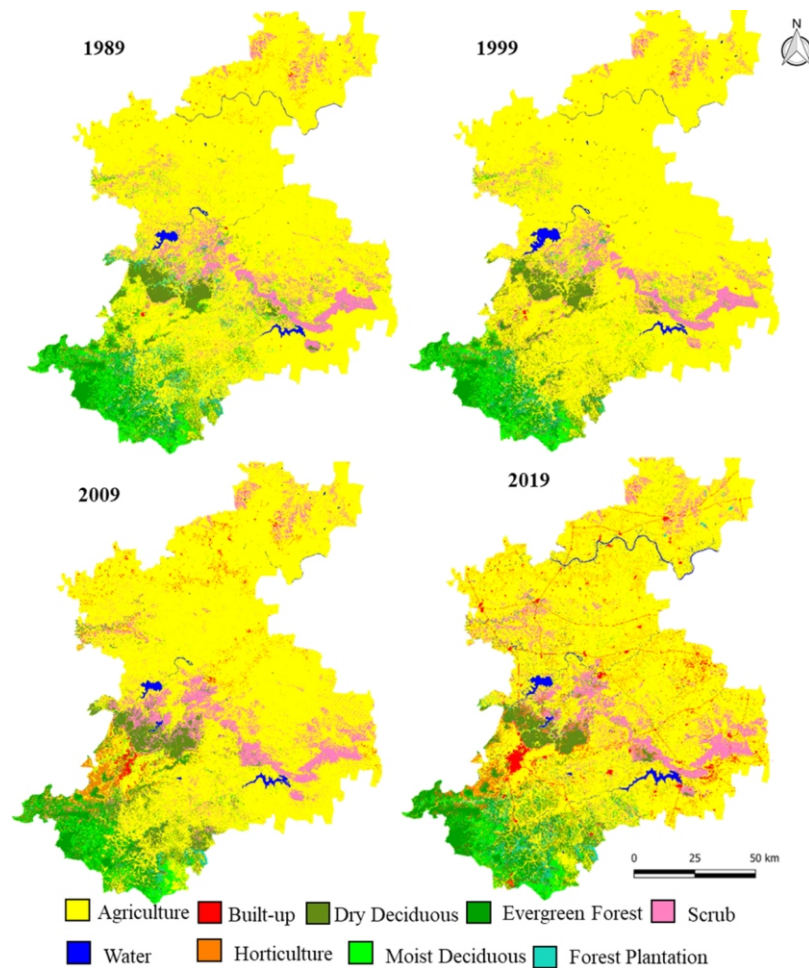 1989
1999
N
2009
2019
0 25 50 km
Agriculture Built-up Dry Deciduous Evergreen Forest Scrub
Water Horticulture Moist Deciduous Forest Plantation